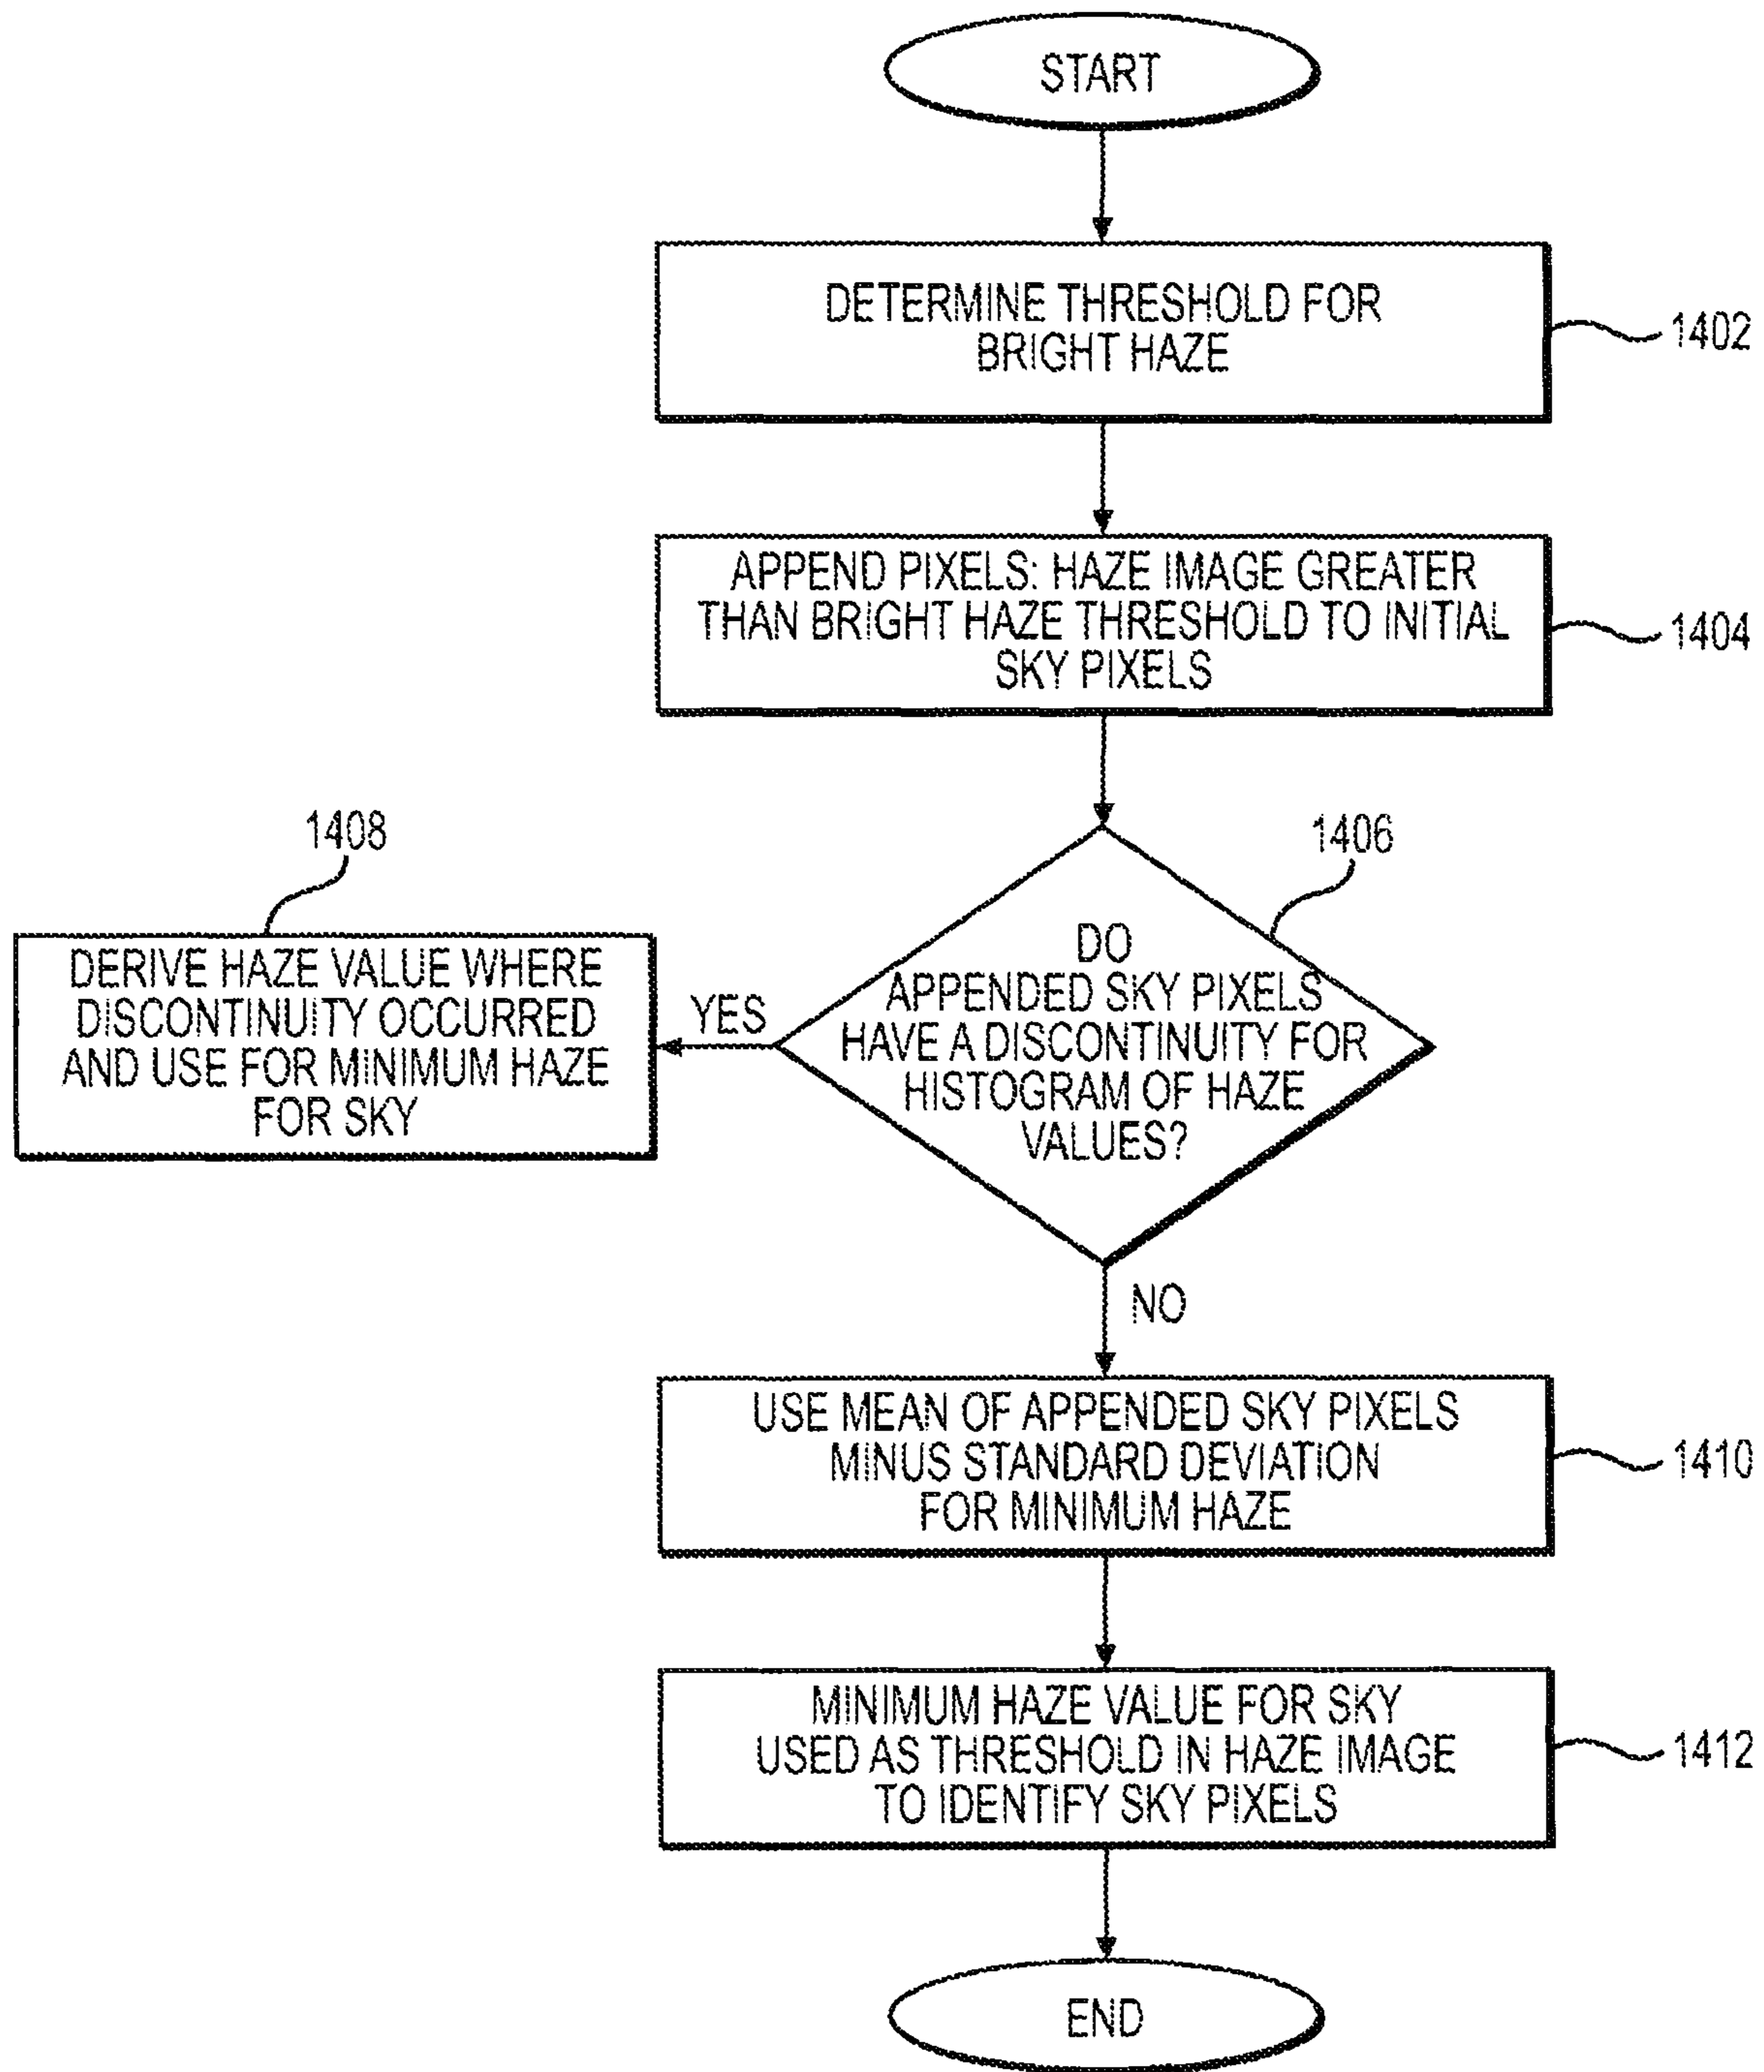 START
DETERMINE THRESHOLD FOR
BRIGHT HAZE
1402
APPEND PIXELS: HAZE IMAGE GREATER
THAN BRIGHT HAZE THRESHOLD TO INITIAL
SKY PIXELS
1404
1406
DO
APPENDED SKY PIXELS
HAVE A DISCONTINUITY FOR
HISTOGRAM OF HAZE
VALUES?
YES
1408
DERIVE HAZE VALUE WHERE
DISCONTINUITY OCCURRED
AND USE FOR MINIMUM HAZE
FOR SKY
NO
USE MEAN OF APPENDED SKY PIXELS
MINUS STANDARD DEVIATION
FOR MINIMUM HAZE
1410
MINIMUM HAZE VALUE FOR SKY
USED AS THRESHOLD IN HAZE IMAGE
TO IDENTIFY SKY PIXELS
1412
END